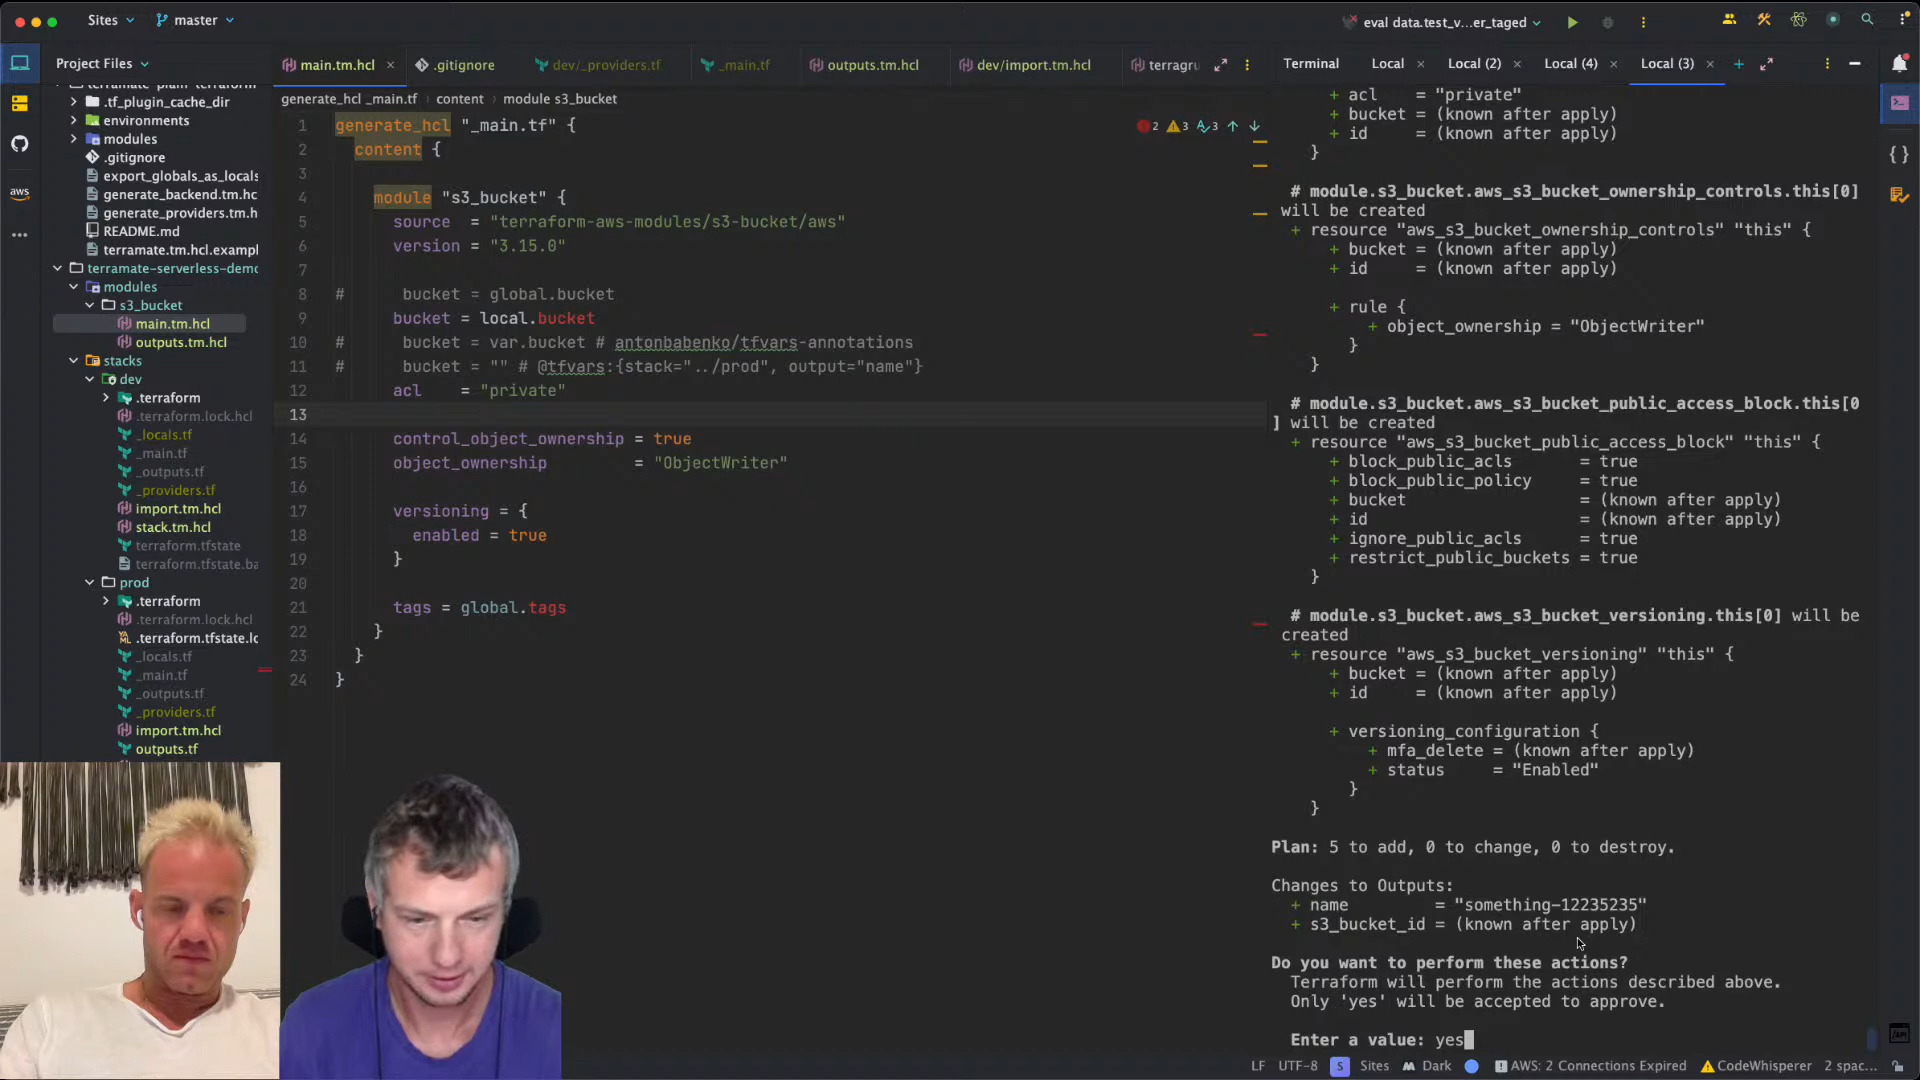 Sites
master
eval data.test_v...er_taged
Project Files
main.tm.hcl
.gitignore
dev/_providers.tf
_main.tf
outputs.tm.hcl
dev/import.tm.hcl
terragru
Terminal
Local
Local (2)
Local (4)
Local (3)
generate_hcl _main.tf
content
module s3_bucket
.tf_plugin_cache_dir
environments
modules
.gitignore
export_globals_as_locals
generate_backend.tm.hc
generate_providers.tm.h
README.md
terramate.tm.hcl.exampl
terramate-serverless-demo
modules
s3_bucket
main.tm.hcl
outputs.tm.hcl
stacks
dev
.terraform
.terraform.lock.hcl
_locals.tf
_main.tf
_outputs.tf
_providers.tf
import.tm.hcl
stack.tm.hcl
terraform.tfstate
terraform.tfstate.ba
prod
.terraform
.terraform.lock.hcl
.terraform.tfstate.lo
_locals.tf
_main.tf
_outputs.tf
_providers.tf
import.tm.hcl
outputs.tf
aws
1 generate_hcl "_main.tf" {
2 content {
3
4 module "s3_bucket" {
5 source = "terraform-aws-modules/s3-bucket/aws"
6 version = "3.15.0"
7
8 # bucket = global.bucket
9 bucket = local.bucket
10 # bucket = var.bucket # antonbabenko/tfvars-annotations
11 # bucket = "" # @tfvars:{stack="../prod", output="name"}
12 acl = "private"
13
14 control_object_ownership = true
15 object_ownership = "ObjectWriter"
16
17 versioning = {
18 enabled = true
19 }
20
21 tags = global.tags
22 }
23 }
24 }
2 3 3
+ acl = "private"
+ bucket = (known after apply)
+ id = (known after apply)
}
# module.s3_bucket.aws_s3_bucket_ownership_controls.this[0]
will be created
+ resource "aws_s3_bucket_ownership_controls" "this" {
+ bucket = (known after apply)
+ id = (known after apply)
+ rule {
+ object_ownership = "ObjectWriter"
}
}
# module.s3_bucket.aws_s3_bucket_public_access_block.this[0
] will be created
+ resource "aws_s3_bucket_public_access_block" "this" {
+ block_public_acls = true
+ block_public_policy = true
+ bucket = (known after apply)
+ id = (known after apply)
+ ignore_public_acls = true
+ restrict_public_buckets = true
}
# module.s3_bucket.aws_s3_bucket_versioning.this[0] will be
created
+ resource "aws_s3_bucket_versioning" "this" {
+ bucket = (known after apply)
+ id = (known after apply)
+ versioning_configuration {
+ mfa_delete = (known after apply)
+ status = "Enabled"
}
}
Plan: 5 to add, 0 to change, 0 to destroy.
Changes to Outputs:
+ name = "something-12235235"
+ s3_bucket_id = (known after apply)
Do you want to perform these actions?
Terraform will perform the actions described above.
Only 'yes' will be accepted to approve.
Enter a value: yes
LF
UTF-8
S
Sites
Dark
AWS: 2 Connections Expired
CodeWhisperer
2 spac...